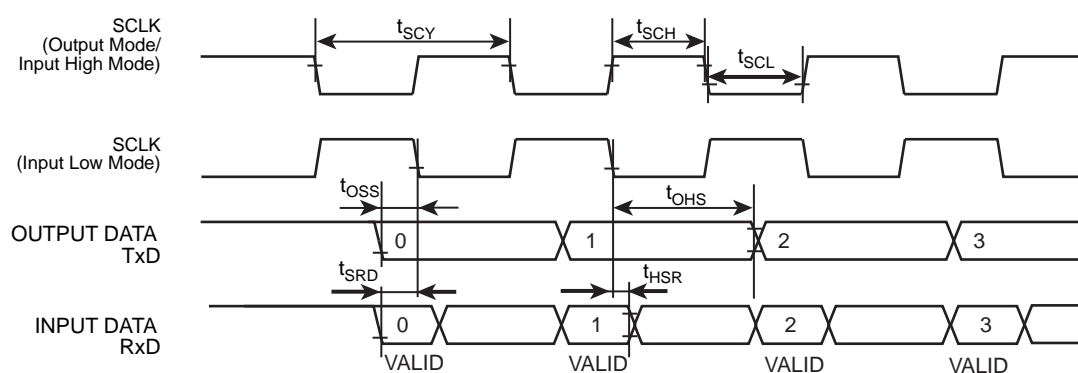 SCLK
(Output Mode/
Input High Mode)
tSCY
tSCH
tSCL
SCLK
(Input Low Mode)
tOSS
tOHS
OUTPUT DATA
TxD
0
1
2
3
tSRD
tHSR
INPUT DATA
RxD
0
1
2
3
VALID
VALID
VALID
VALID